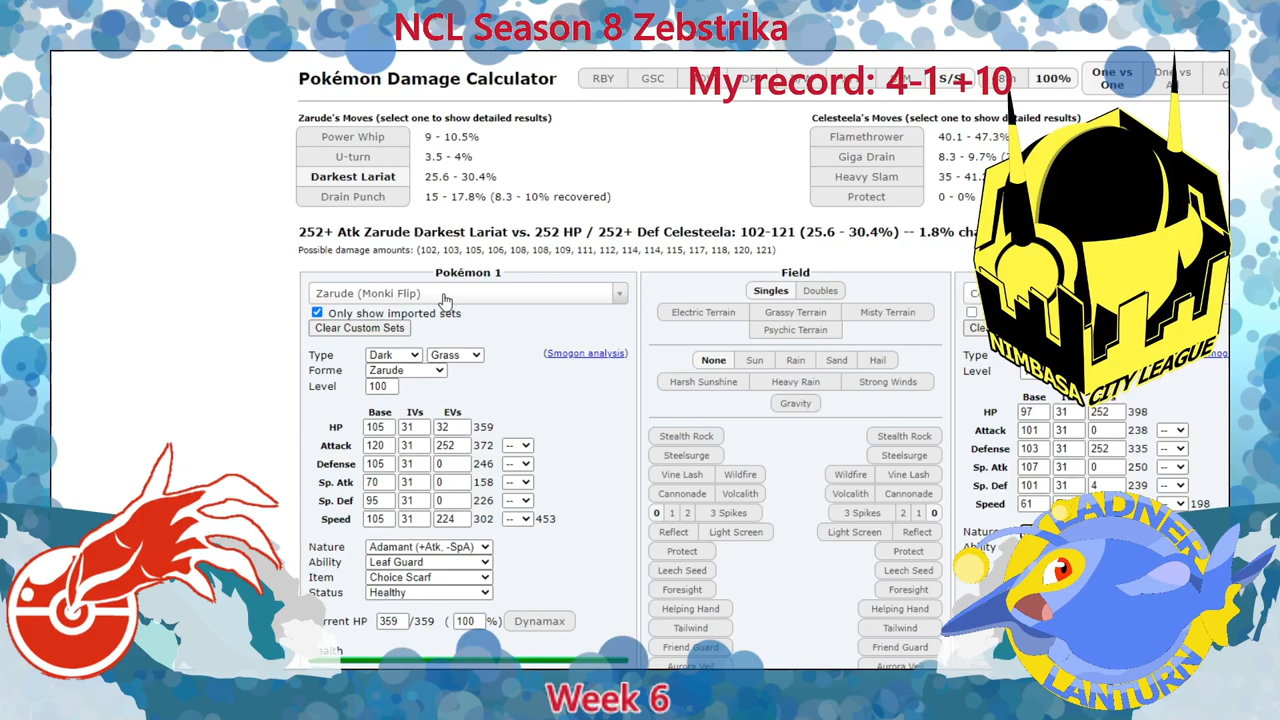 NCL Season 8 Zebstrika
My record: 4-1 +10
Pokémon Damage Calculator
RBY GSC S/S 100% One vs One
Zarude's Moves (select one to show detailed results)
Power Whip 9 - 10.5%
U-turn 3.5 - 4%
Darkest Lariat 25.6 - 30.4%
Drain Punch 15 - 17.8% (8.3 - 10% recovered)
Celesteela's Moves (select one to show detailed results)
Flamethrower 40.1 - 47.3%
Giga Drain 8.3 - 9.7%
Heavy Slam 35 - 41.
Protect 0 - 0%
252+ Atk Zarude Darkest Lariat vs. 252 HP / 252+ Def Celesteela: 102-121 (25.6 - 30.4%) -- 1.8% cha
Possible damage amounts: (102, 103, 105, 106, 108, 108, 109, 111, 112, 114, 114, 115, 117, 118, 120, 121)
Pokémon 1
Zarude (Monki Flip)
Only show imported sets
Clear Custom Sets
Type Dark Grass (Smogon analysis)
Forme Zarude
Level 100
Base IVs EVs
HP 105 31 32 359
Attack 120 31 252 372 --
Defense 105 31 0 246 --
Sp. Atk 70 31 0 158 --
Sp. Def 95 31 0 226 --
Speed 105 31 224 302 -- 453
Nature Adamant (+Atk, -SpA)
Ability Leaf Guard
Item Choice Scarf
Status Healthy
rrent HP 359 /359 ( 100 %) Dynamax
ealth
Field
Singles Doubles
Electric Terrain Grassy Terrain Misty Terrain
Psychic Terrain
None Sun Rain Sand Hail
Harsh Sunshine Heavy Rain Strong Winds
Gravity
Stealth Rock Stealth Rock
Steelsurge Steelsurge
Vine Lash Wildfire Wildfire Vine Lash
Cannonade Volcalith Volcalith Cannonade
0 1 2 3 Spikes 3 Spikes 2 1 0
Reflect Light Screen Light Screen Reflect
Protect Protect
Leech Seed Leech Seed
Foresight Foresight
Helping Hand Helping Hand
Tailwind Tailwind
Friend Guard Friend Guard
Aurora Veil Aurora Veil
Type
Level
Base
HP 97 31 252 398
Attack 101 31 0 238 --
Defense 103 31 252 335 --
Sp. Atk 107 31 0 250 --
Sp. Def 101 31 4 239 --
Speed 61 198
Nature
Ability
NIMBASA CITY LEAGUE
LADNER LANTURN
Week 6